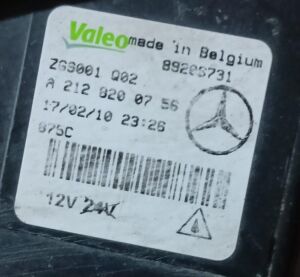 Valeo made in Belgium
ZGS001 Q02 89205731
A 212 820 07 56
17/02/10 23:26
875C
12V 24V